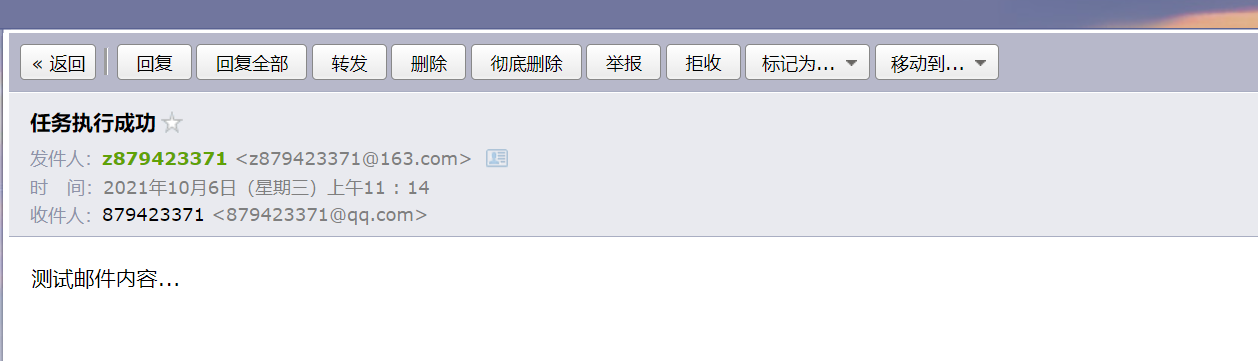 « 返回 回复 回复全部 转发 删除 彻底删除 举报 拒收 标记为... 移动到...
任务执行成功
发件人：z879423371 <z879423371@163.com>
时　间：2021年10月6日（星期三）上午11：14
收件人：879423371 <879423371@qq.com>
测试邮件内容...